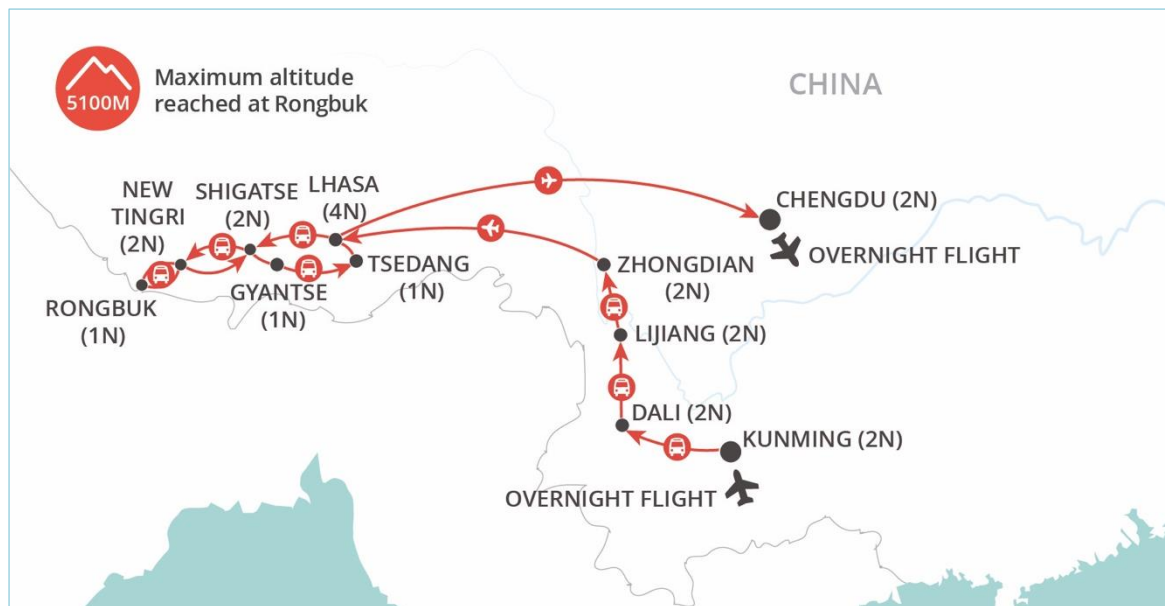 5100M
Maximum altitude
reached at Rongbuk
CHINA
NEW
TINGRI
(2N)
SHIGATSE
(2N)
LHASA
(4N)
CHENGDU (2N)
OVERNIGHT FLIGHT
RONGBUK
(1N)
GYANTSE
(1N)
TSEDANG
(1N)
ZHONGDIAN
(2N)
LIJIANG (2N)
DALI (2N)
KUNMING (2N)
OVERNIGHT FLIGHT